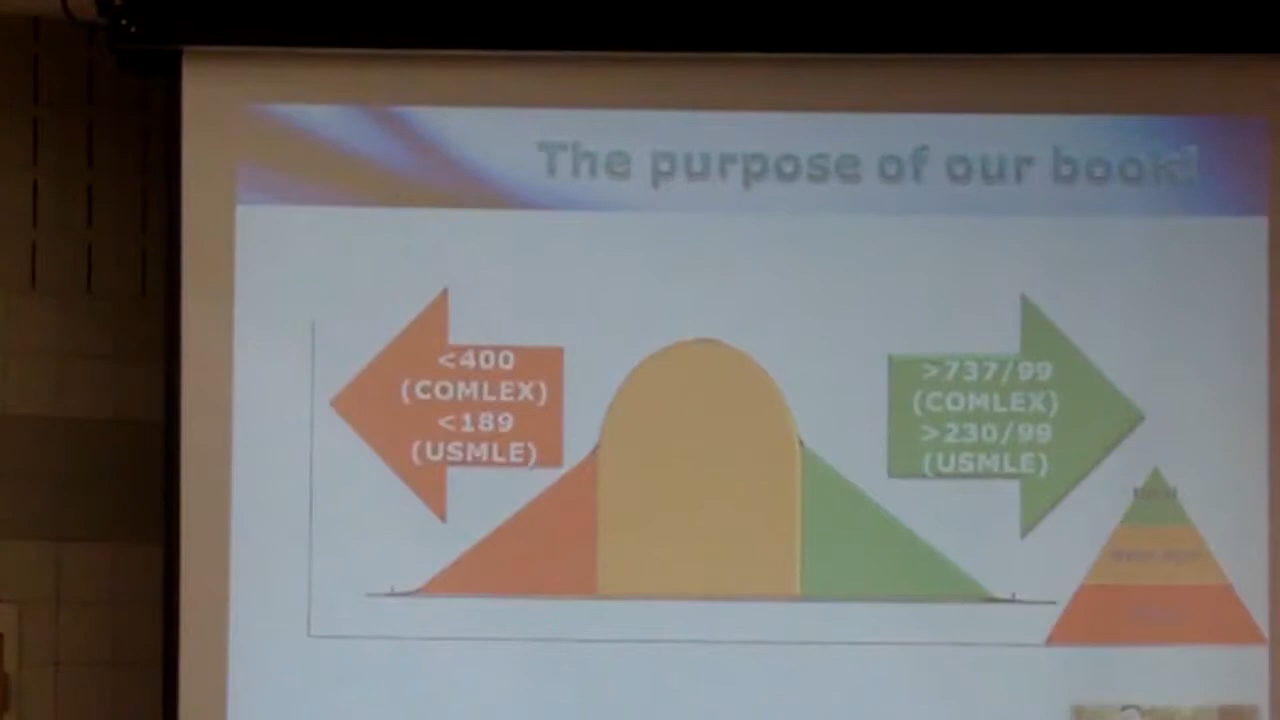 The purpose of our book!
<400
(COMLEX)
<189
(USMLE)
>737/99
(COMLEX)
>230/99
(USMLE)